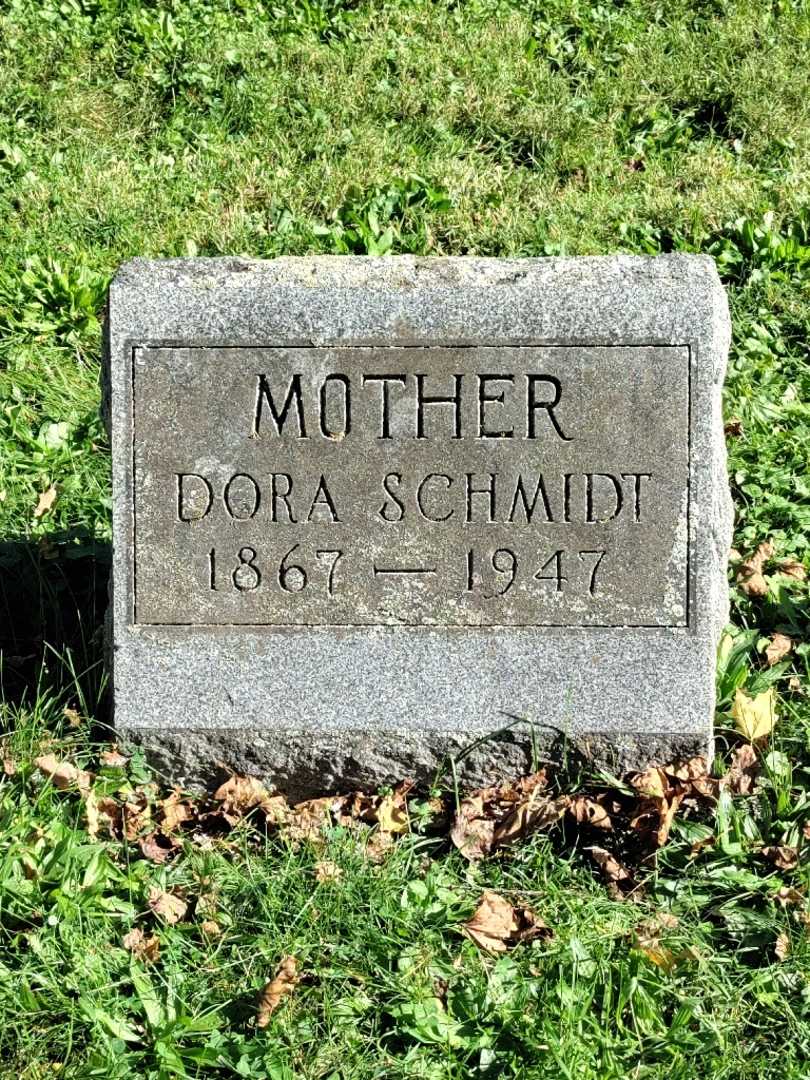 MOTHER
DORA SCHMIDT
1867 — 1947